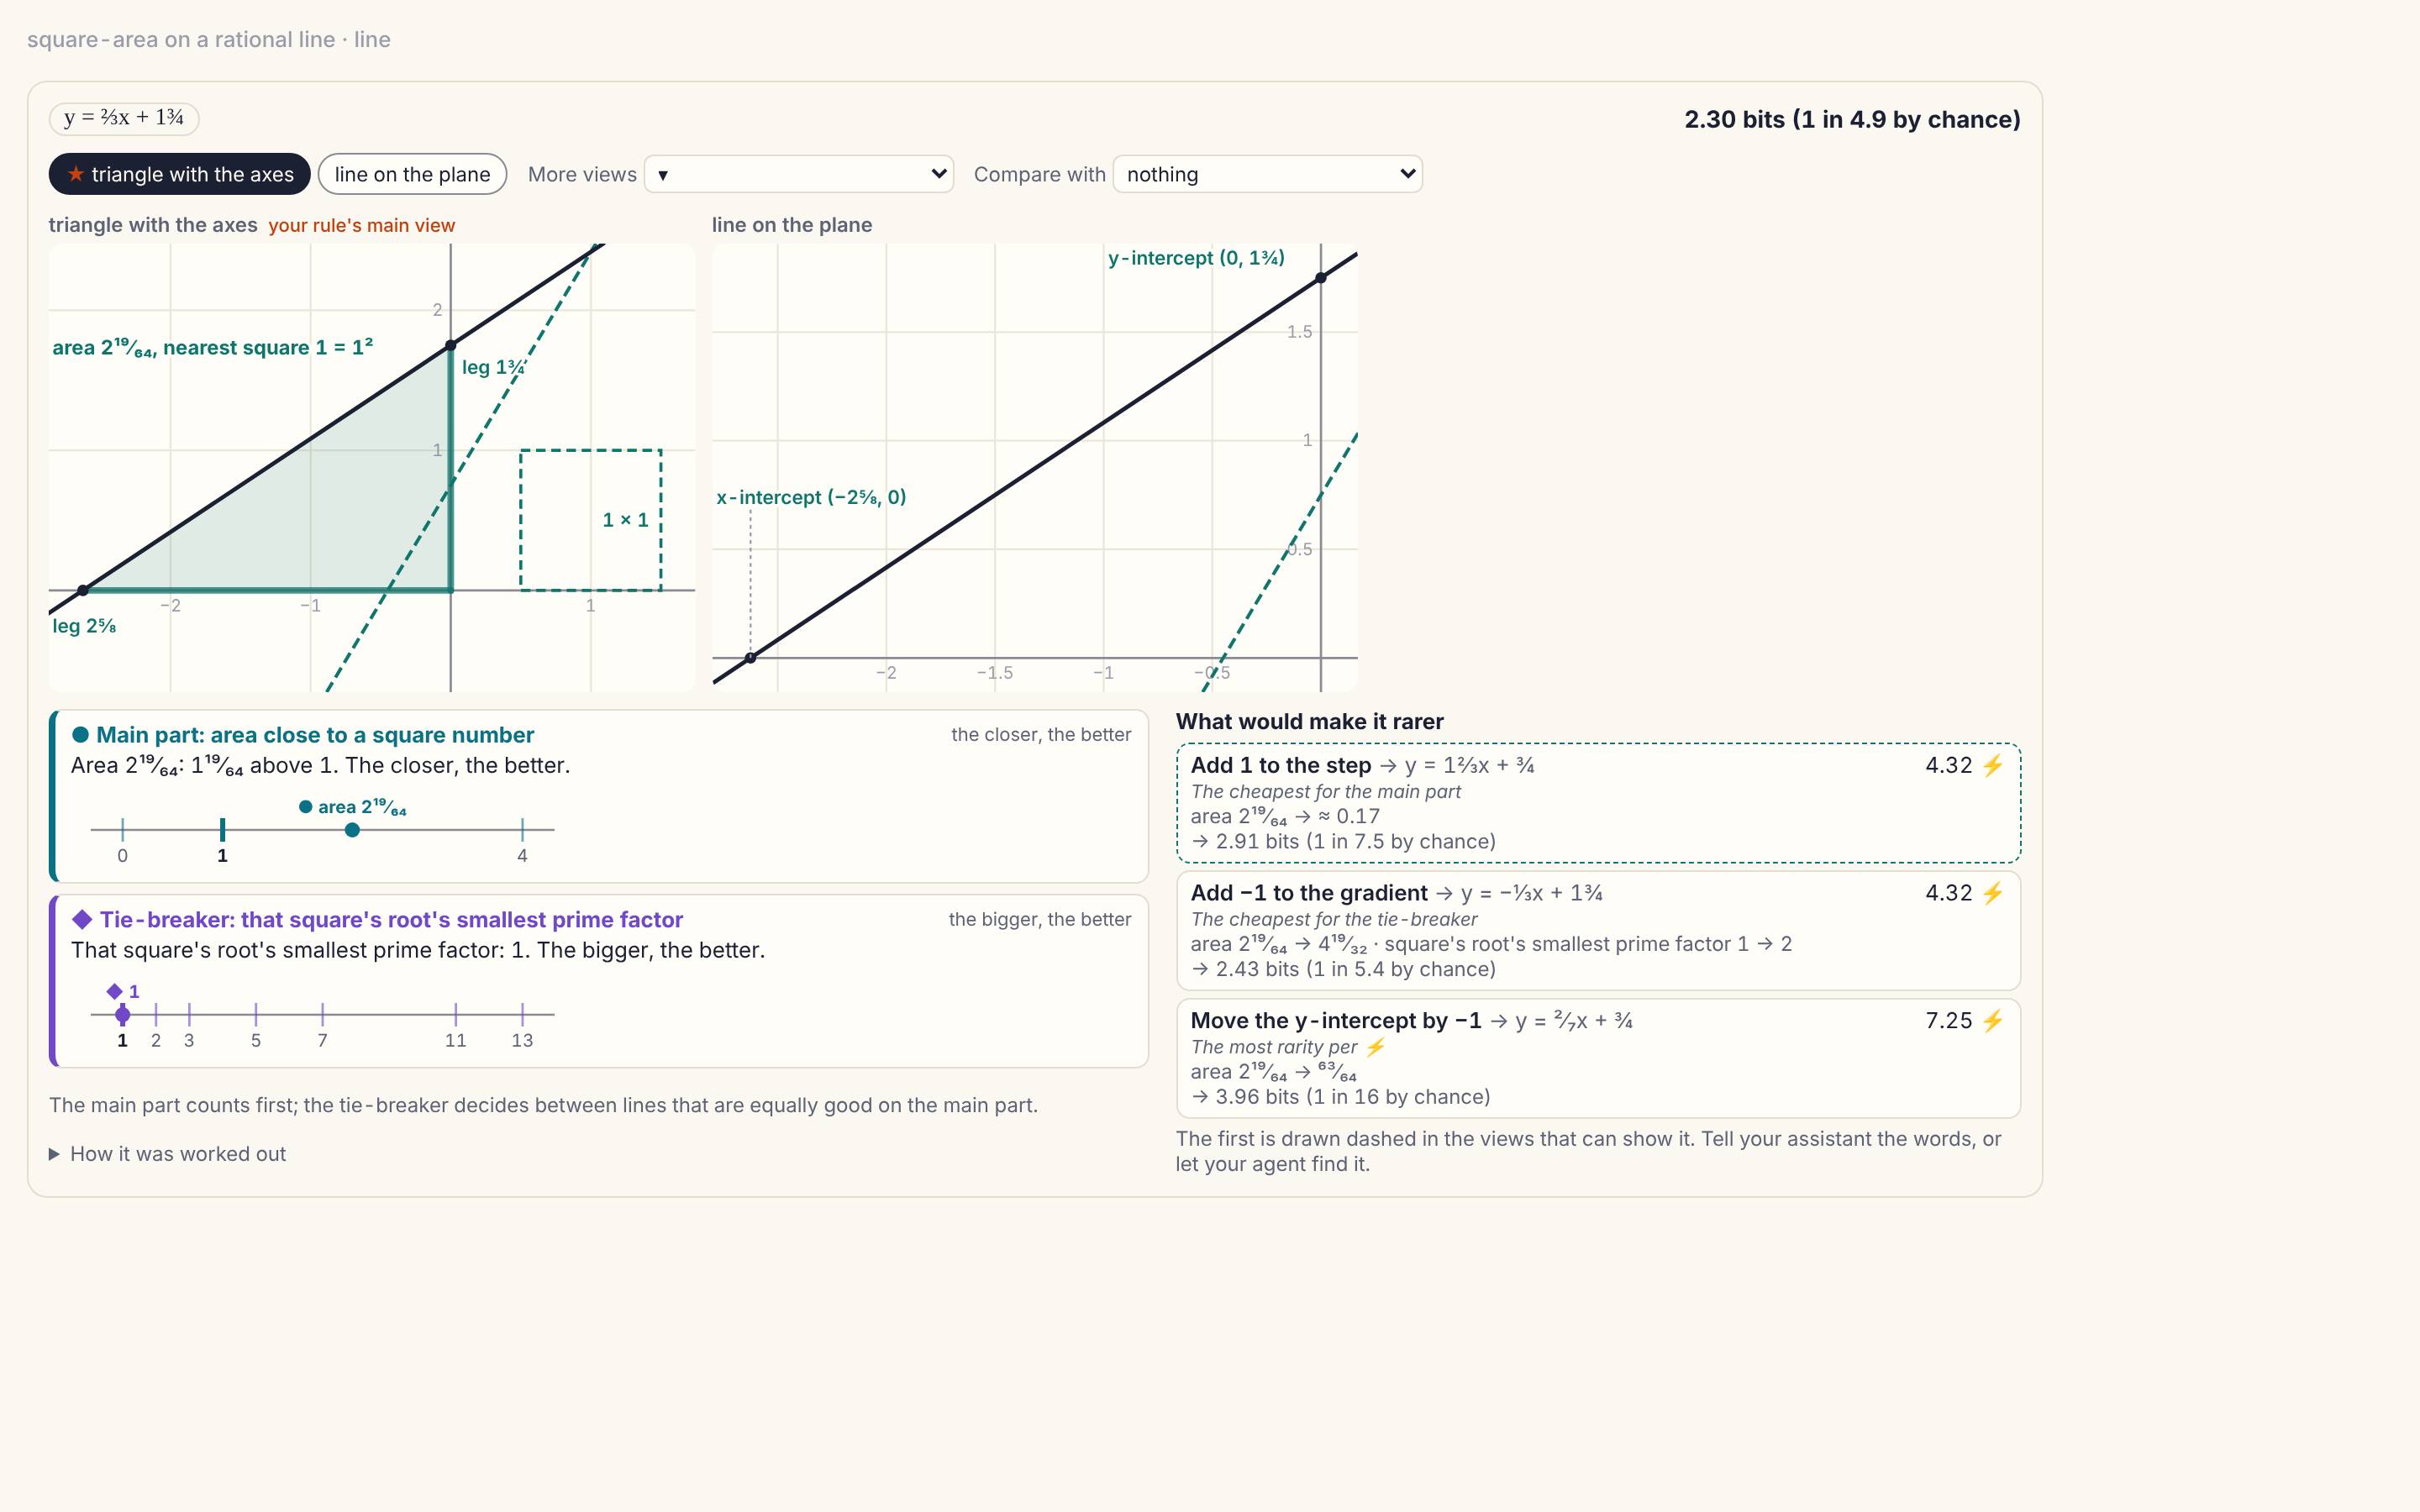 square-area on a rational line · line
y = ⅔x + 1¾
2.30 bits (1 in 4.9 by chance)
★ triangle with the axes
line on the plane
More views
▾
Compare with
nothing
triangle with the axes your rule's main view
line on the plane
2
area 2¹⁹⁄₆₄, nearest square 1 = 1²
leg 1¾
1
1 × 1
−2
−1
1
leg 2⅝
y-intercept (0, 1¾)
1.5
1
x-intercept (−2⅝, 0)
0.5
−2
−1.5
−1
−0.5
Main part: area close to a square number
the closer, the better
Area 2¹⁹⁄₆₄: 1¹⁹⁄₆₄ above 1. The closer, the better.
area 2¹⁹⁄₆₄
0 1 4
Tie-breaker: that square's root's smallest prime factor
the bigger, the better
That square's root's smallest prime factor: 1. The bigger, the better.
1
1 2 3 5 7 11 13
The main part counts first; the tie-breaker decides between lines that are equally good on the main part.
▶ How it was worked out
What would make it rarer
Add 1 to the step → y = 1⅔x + ¾
4.32 ⚡
The cheapest for the main part
area 2¹⁹⁄₆₄ → ≈ 0.17
→ 2.91 bits (1 in 7.5 by chance)
Add −1 to the gradient → y = −⅓x + 1¾
4.32 ⚡
The cheapest for the tie-breaker
area 2¹⁹⁄₆₄ → 4¹⁹⁄₃₂ · square's root's smallest prime factor 1 → 2
→ 2.43 bits (1 in 5.4 by chance)
Move the y-intercept by −1 → y = ²⁄₇x + ¾
7.25 ⚡
The most rarity per ⚡
area 2¹⁹⁄₆₄ → ⁶³⁄₆₄
→ 3.96 bits (1 in 16 by chance)
The first is drawn dashed in the views that can show it. Tell your assistant the words, or
let your agent find it.